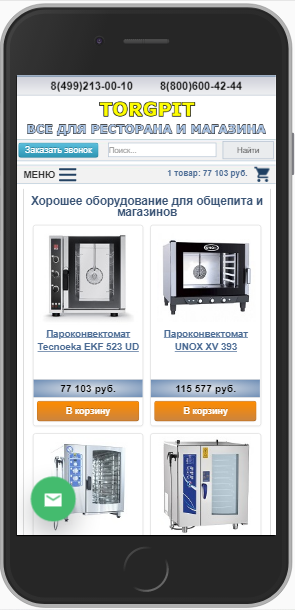 8(499)213-00-10 8(800)600-42-44
TORGPIT
ВСЕ ДЛЯ РЕСТОРАНА И МАГАЗИНА
Заказать звонок Поиск... Найти
МЕНЮ 1 товар: 77 103 руб.
Хорошее оборудование для общепита и
магазинов
Пароконвектомат
Tecnoeka EKF 523 UD
77 103 руб.
В корзину
UNOX
Пароконвектомат
UNOX XV 393
115 577 руб.
В корзину